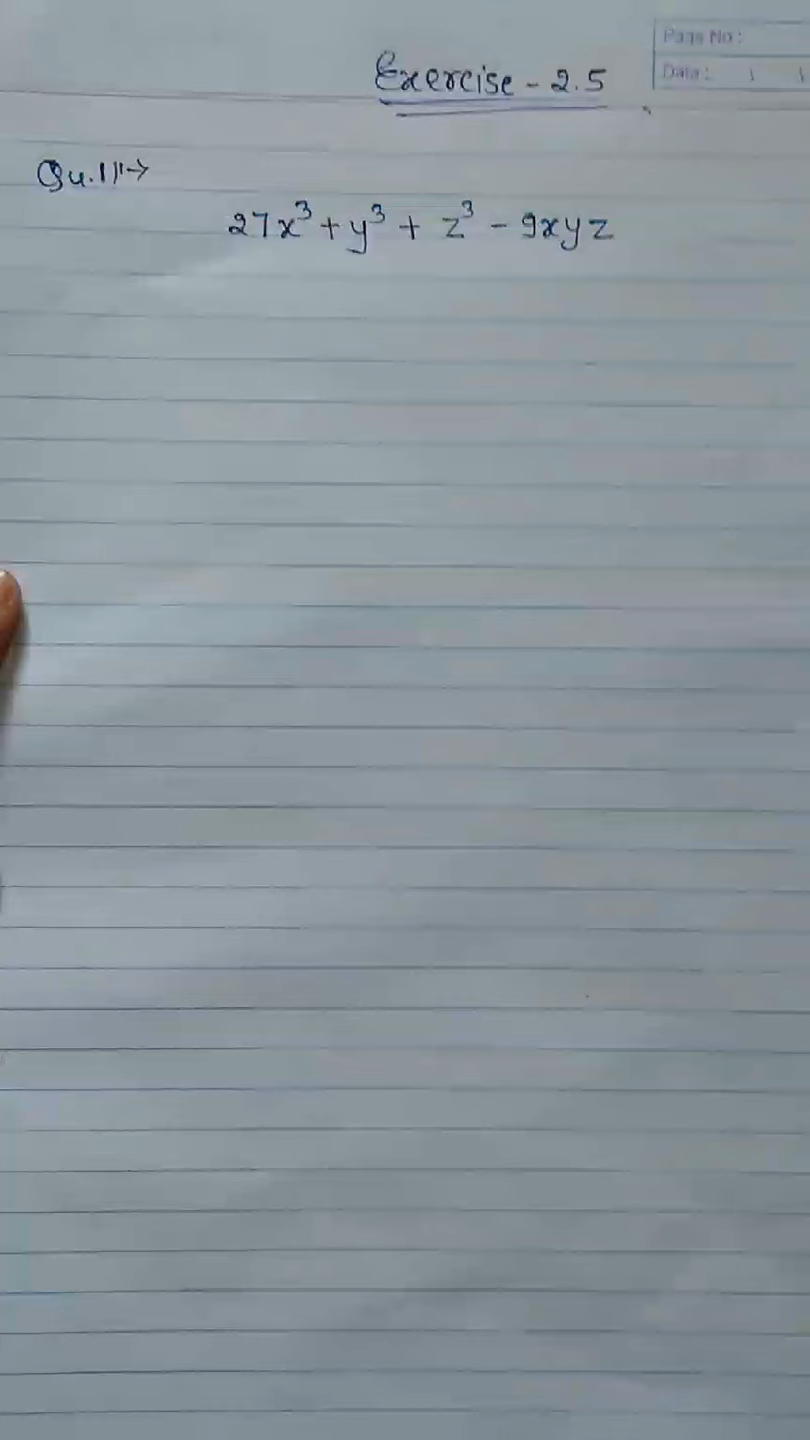 Page No:
Date:
Exercise - 2.5
Qu.11→
27x³ + y³ + z³ - 9xyz